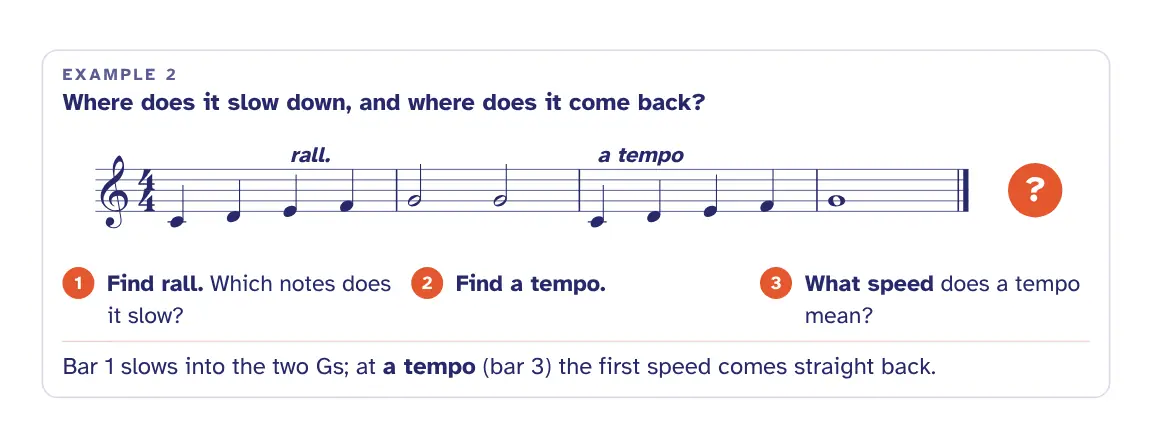 EXAMPLE 2
Where does it slow down, and where does it come back?
rall. a tempo
4
4
?
1 Find rall. Which notes does
it slow?
2 Find a tempo.
3 What speed does a tempo
mean?
Bar 1 slows into the two Gs; at a tempo (bar 3) the first speed comes straight back.